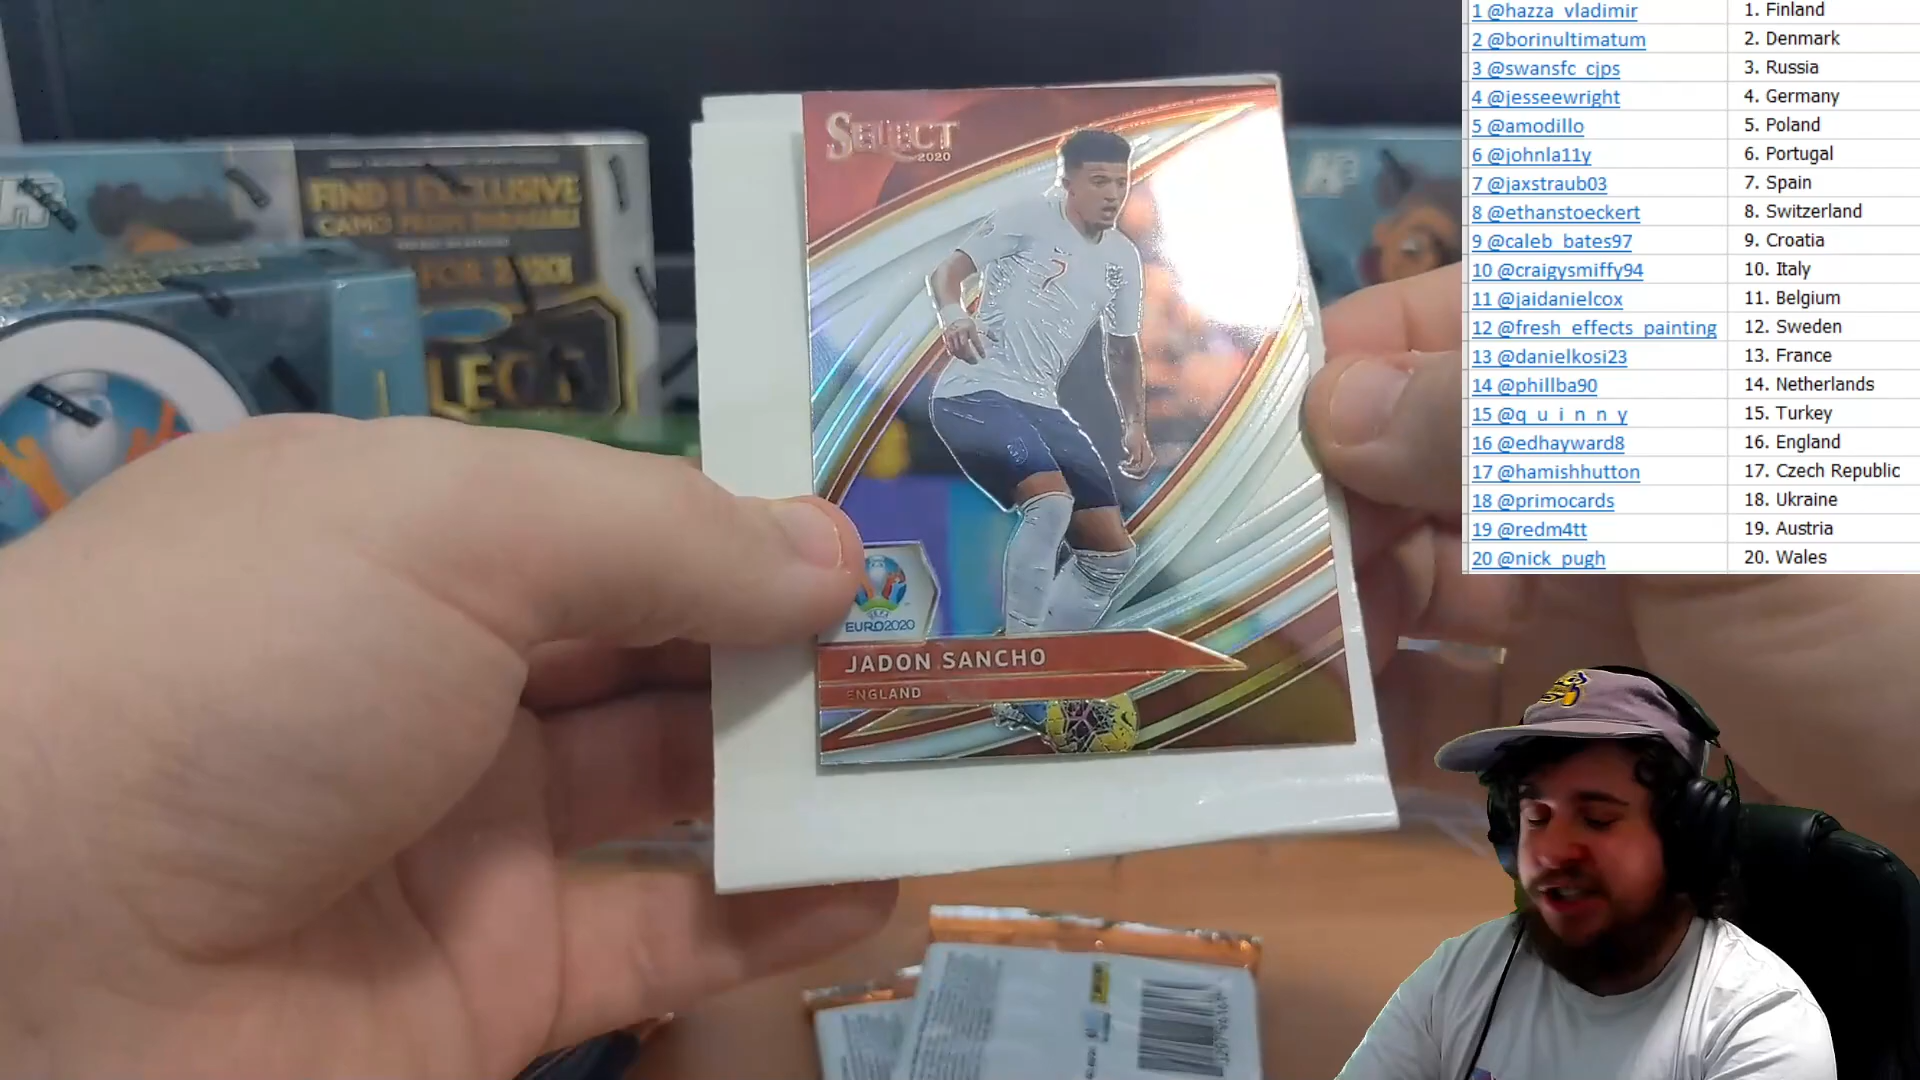 1 @hazza_vladimir 1. Finland
2 @borinultimatum 2. Denmark
3 @swansfc_cjps 3. Russia
4 @jesseewright 4. Germany
5 @amodillo 5. Poland
6 @johnla11y 6. Portugal
7 @jaxstraub03 7. Spain
8 @ethanstoeckert 8. Switzerland
9 @caleb_bates97 9. Croatia
10 @craigysmiffy94 10. Italy
11 @jaidanielcox 11. Belgium
12 @fresh_effects_painting 12. Sweden
13 @danielkosi23 13. France
14 @phillba90 14. Netherlands
15 @q_u_i_n_n_y 15. Turkey
16 @edhayward8 16. England
17 @hamishhutton 17. Czech Republic
18 @primocards 18. Ukraine
19 @redm4tt 19. Austria
20 @nick_pugh 20. Wales
SELECT
2020
EURO2020
JADON SANCHO
ENGLAND
FIND EXCLUSIVE